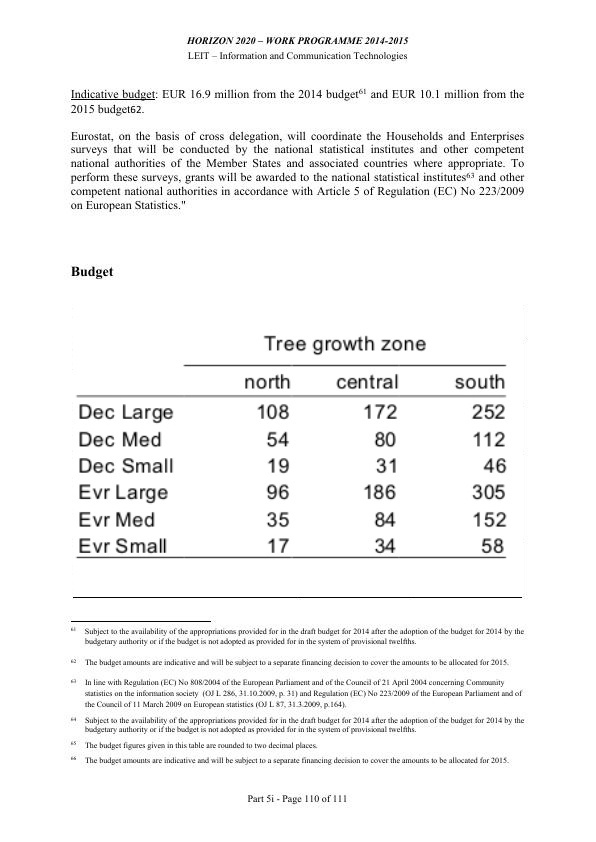 HORIZON 2020 – WORK PROGRAMME 2014-2015
LEIT – Information and Communication Technologies
Indicative budget: EUR 16.9 million from the 2014 budget61 and EUR 10.1 million from the
2015 budget62.
Eurostat, on the basis of cross delegation, will coordinate the Households and Enterprises
surveys that will be conducted by the national statistical institutes and other competent
national authorities of the Member States and associated countries where appropriate. To
perform these surveys, grants will be awarded to the national statistical institutes63 and other
competent national authorities in accordance with Article 5 of Regulation (EC) No 223/2009
on European Statistics."
Budget
Tree growth zone
north central south
Dec Large 108 172 252
Dec Med 54 80 112
Dec Small 19 31 46
Evr Large 96 186 305
Evr Med 35 84 152
Evr Small 17 34 58
61 Subject to the availability of the appropriations provided for in the draft budget for 2014 after the adoption of the budget for 2014 by the
budgetary authority or if the budget is not adopted as provided for in the system of provisional twelfths.
62 The budget amounts are indicative and will be subject to a separate financing decision to cover the amounts to be allocated for 2015.
63 In line with Regulation (EC) No 808/2004 of the European Parliament and of the Council of 21 April 2004 concerning Community
statistics on the information society (OJ L 286, 31.10.2009, p. 31) and Regulation (EC) No 223/2009 of the European Parliament and of
the Council of 11 March 2009 on European statistics (OJ L 87, 31.3.2009, p.164).
64 Subject to the availability of the appropriations provided for in the draft budget for 2014 after the adoption of the budget for 2014 by the
budgetary authority or if the budget is not adopted as provided for in the system of provisional twelfths.
65 The budget figures given in this table are rounded to two decimal places.
66 The budget amounts are indicative and will be subject to a separate financing decision to cover the amounts to be allocated for 2015.
Part 5i - Page 110 of 111